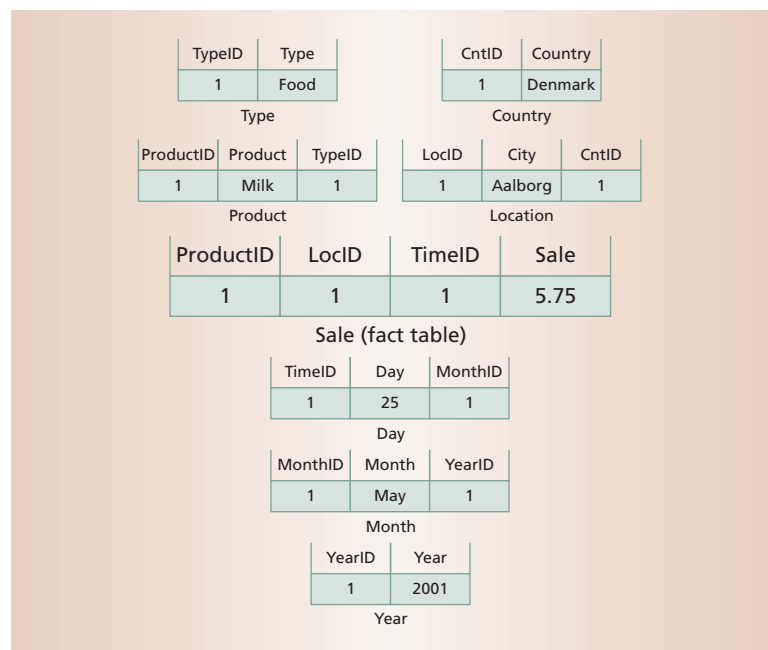 TypeID Type
1 Food
Type
CntID Country
1 Denmark
Country
ProductID Product TypeID
1 Milk 1
Product
LocID City CntID
1 Aalborg 1
Location
ProductID LocID TimeID Sale
1 1 1 5.75
Sale (fact table)
TimeID Day MonthID
1 25 1
Day
MonthID Month YearID
1 May 1
Month
YearID Year
1 2001
Year